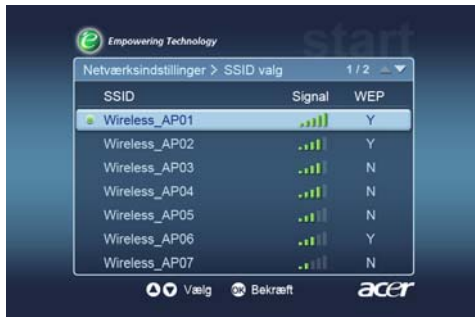 start
e Empowering Technology
Netværksindstillinger > SSID valg 1/2
SSID Signal WEP
Wireless_AP01 Y
Wireless_AP02 Y
Wireless_AP03 N
Wireless_AP04 N
Wireless_AP05 N
Wireless_AP06 Y
Wireless_AP07 N
Vælg OK Bekræft acer